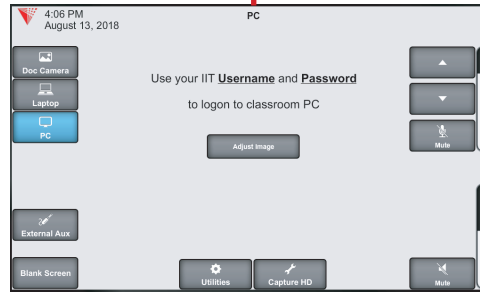 4:06 PM
August 13, 2018
PC
Doc Camera
Laptop
PC
External Aux
Blank Screen
Use your IIT Username and Password
to logon to classroom PC
Adjust Image
Utilities
Capture HD
Mute
Mute